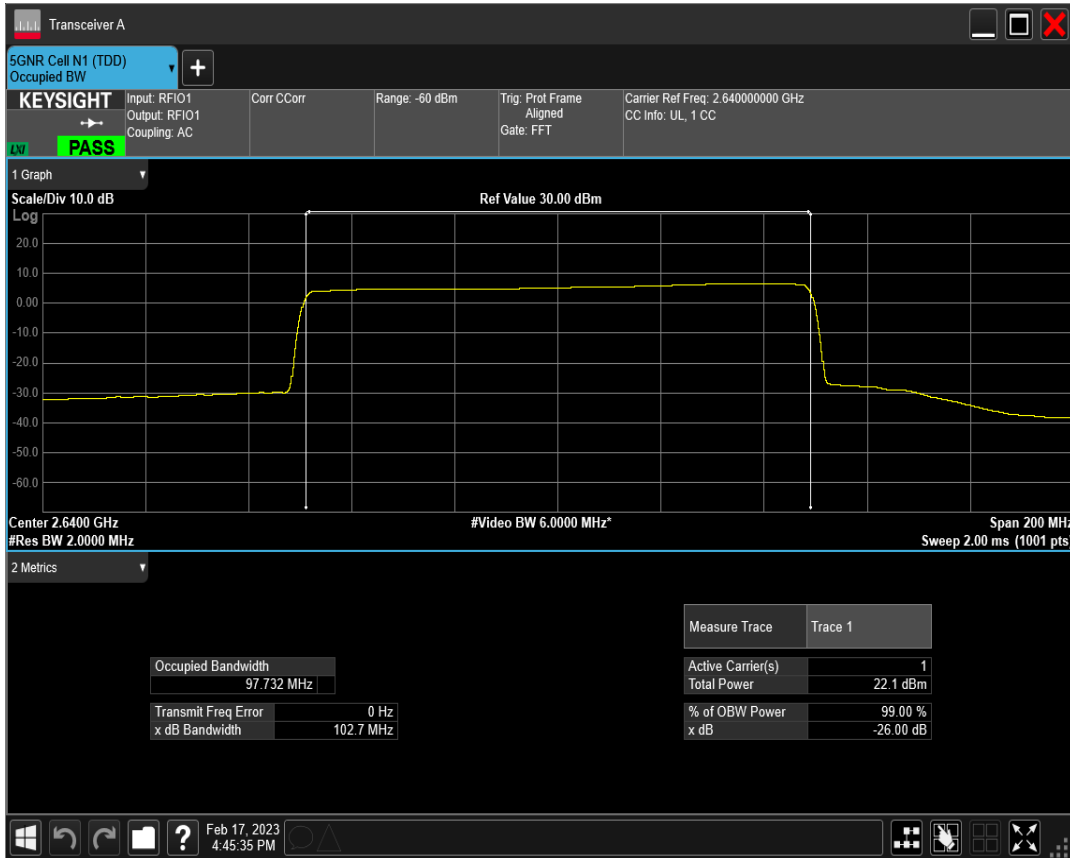 Transceiver A
5GNR Cell N1 (TDD)
Occupied BW
+
KEYSIGHT
LXI
PASS
Input: RFIO1
Output: RFIO1
Coupling: AC
Corr CCorr
Range: -60 dBm
Trig: Prot Frame
Aligned
Gate: FFT
Carrier Ref Freq: 2.640000000 GHz
CC Info: UL, 1 CC
1 Graph
Scale/Div 10.0 dB
Ref Value 30.00 dBm
Log
20.0
10.0
0.00
-10.0
-20.0
-30.0
-40.0
-50.0
-60.0
Center 2.6400 GHz
#Video BW 6.0000 MHz*
Span 200 MHz
#Res BW 2.0000 MHz
Sweep 2.00 ms (1001 pts)
2 Metrics
Measure Trace Trace 1
Occupied Bandwidth
97.732 MHz
Active Carrier(s) 1
Total Power 22.1 dBm
Transmit Freq Error 0 Hz
x dB Bandwidth 102.7 MHz
% of OBW Power 99.00 %
x dB -26.00 dB
?
Feb 17, 2023
4:45:35 PM